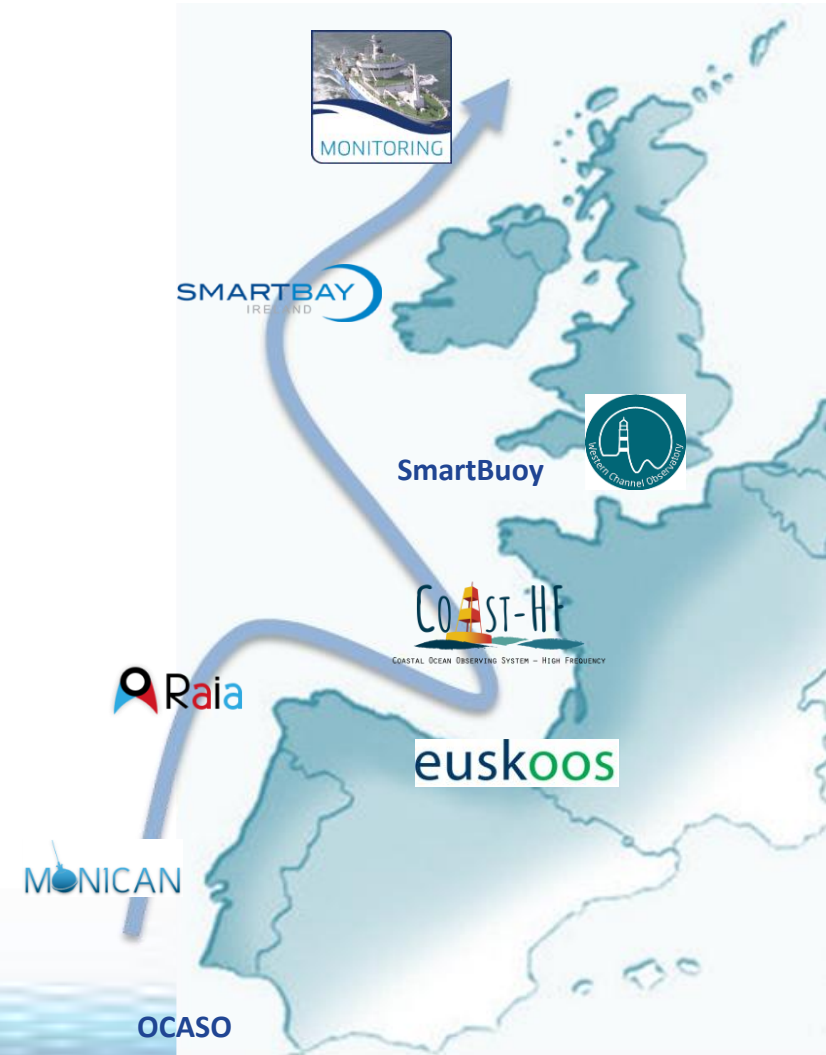 MONITORING
SMARTBAY
IRELAND
SmartBuoy
Western Channel Observatory
COAST-HF
COASTAL OCEAN OBSERVING SYSTEM – HIGH FREQUENCY
Raia
euskoos
MONICAN
OCASO